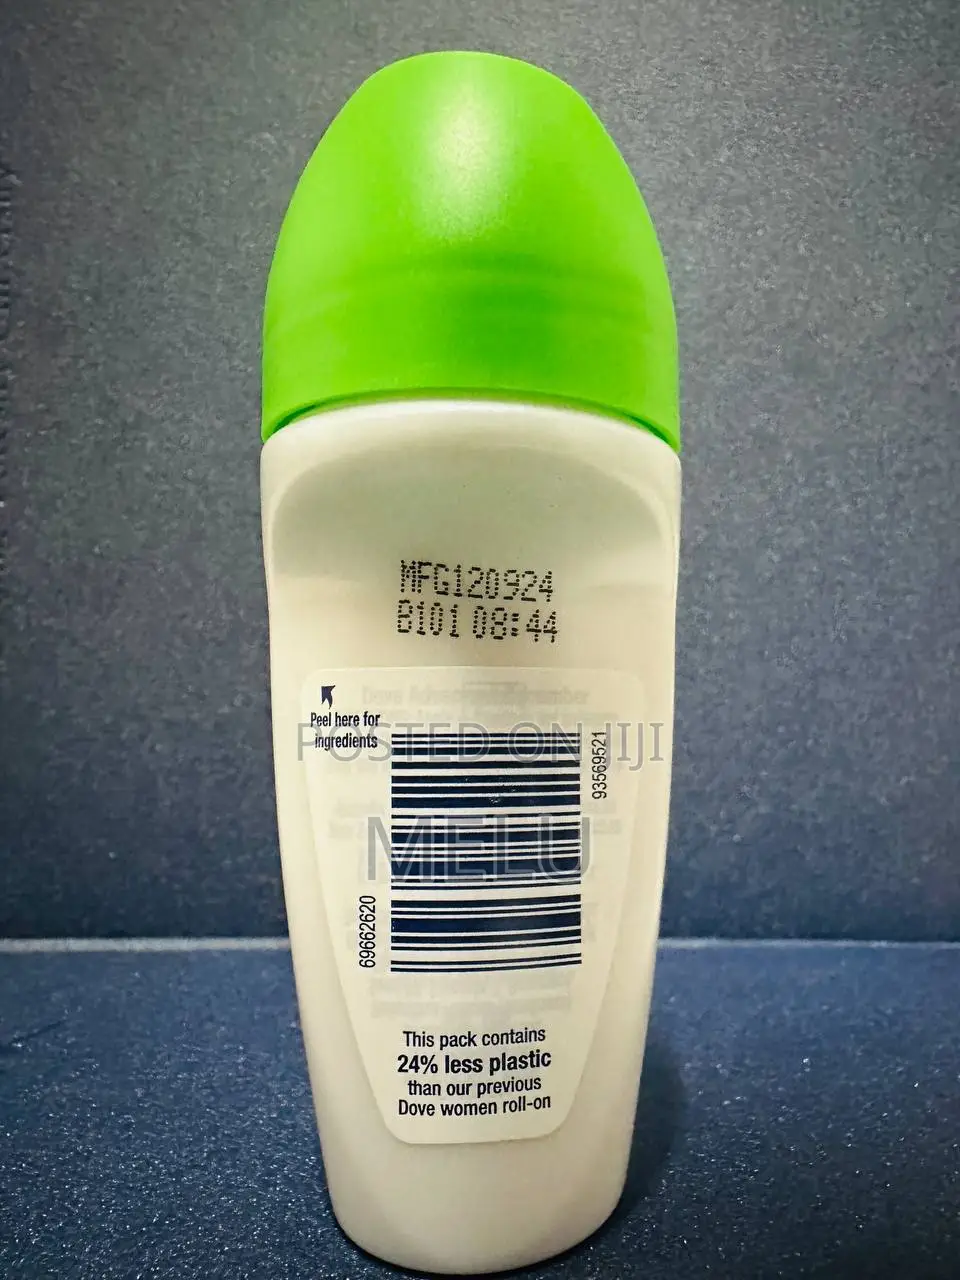 MFG120924
B101 08:44
Peel here for
ingredients
POSTED ON JIJI
93569521
MELU
69662620
This pack contains
24% less plastic
than our previous
Dove women roll-on